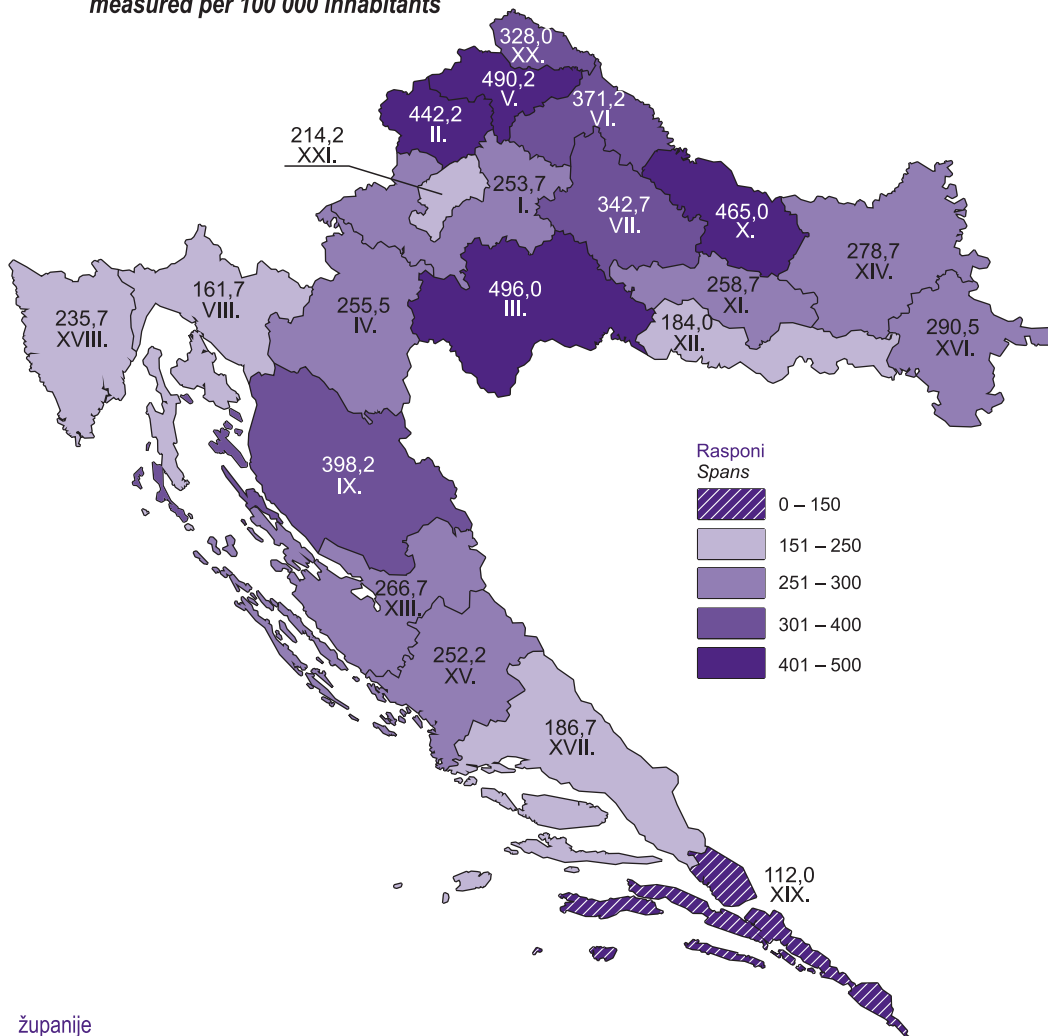 measured per 100 000 inhabitants
328,0
XX.
490,2
V.
442,2
II.
371,2
VI.
214,2
XXI.
253,7
I.
342,7
VII.
465,0
X.
278,7
XIV.
161,7
VIII.
235,7
XVIII.
255,5
IV.
496,0
III.
258,7
XI.
184,0
XII.
290,5
XVI.
398,2
IX.
Rasponi
Spans
0 – 150
151 – 250
251 – 300
301 – 400
401 – 500
266,7
XIII.
252,2
XV.
186,7
XVII.
112,0
XIX.
županije